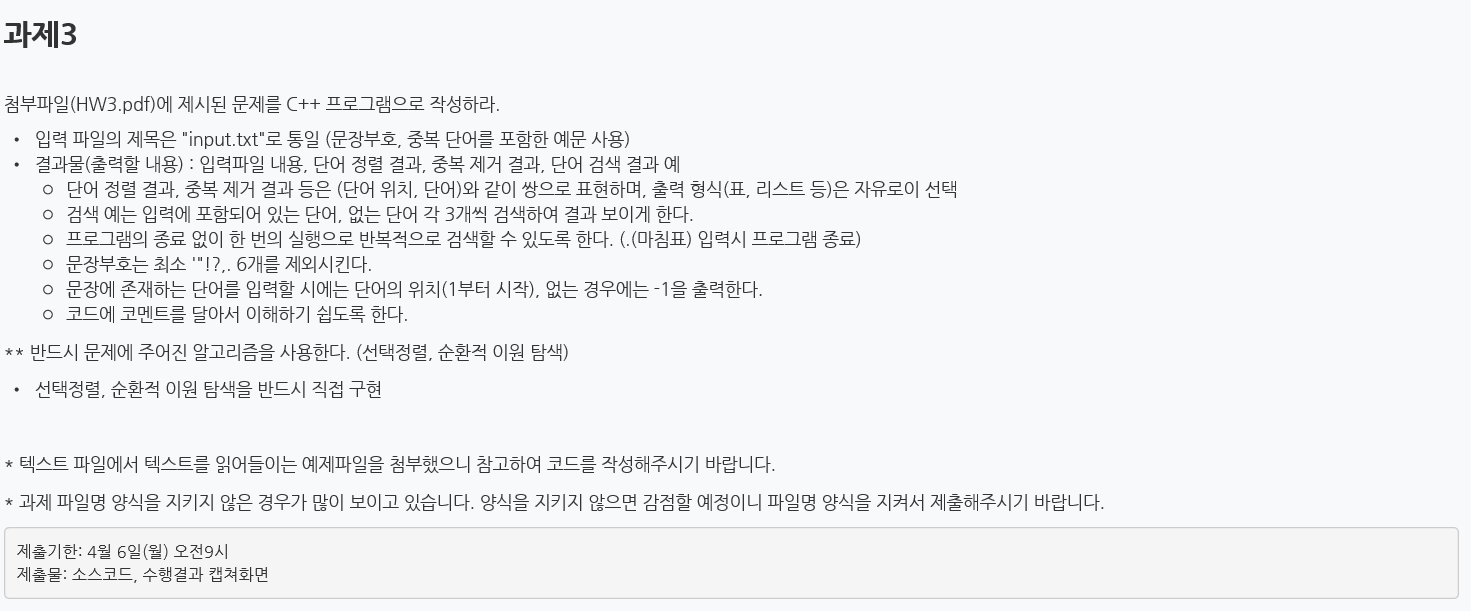 과제3
첨부파일(HW3.pdf)에 제시된 문제를 C++ 프로그램으로 작성하라.
• 입력 파일의 제목은 "input.txt"로 통일 (문장부호, 중복 단어를 포함한 예문 사용)
• 결과물(출력할 내용) : 입력파일 내용, 단어 정렬 결과, 중복 제거 결과, 단어 검색 결과 예
○ 단어 정렬 결과, 중복 제거 결과 등은 (단어 위치, 단어)와 같이 쌍으로 표현하며, 출력 형식(표, 리스트 등)은 자유로이 선택
○ 검색 예는 입력에 포함되어 있는 단어, 없는 단어 각 3개씩 검색하여 결과 보이게 한다.
○ 프로그램의 종료 없이 한 번의 실행으로 반복적으로 검색할 수 있도록 한다. (.(마침표) 입력시 프로그램 종료)
○ 문장부호는 최소 '"!?,. 6개를 제외시킨다.
○ 문장에 존재하는 단어를 입력할 시에는 단어의 위치(1부터 시작), 없는 경우에는 -1을 출력한다.
○ 코드에 코멘트를 달아서 이해하기 쉽도록 한다.
** 반드시 문제에 주어진 알고리즘을 사용한다. (선택정렬, 순환적 이원 탐색)
• 선택정렬, 순환적 이원 탐색을 반드시 직접 구현
* 텍스트 파일에서 텍스트를 읽어들이는 예제파일을 첨부했으니 참고하여 코드를 작성해주시기 바랍니다.
* 과제 파일명 양식을 지키지 않은 경우가 많이 보이고 있습니다. 양식을 지키지 않으면 감점할 예정이니 파일명 양식을 지켜서 제출해주시기 바랍니다.
제출기한: 4월 6일(월) 오전9시
제출물: 소스코드, 수행결과 캡쳐화면